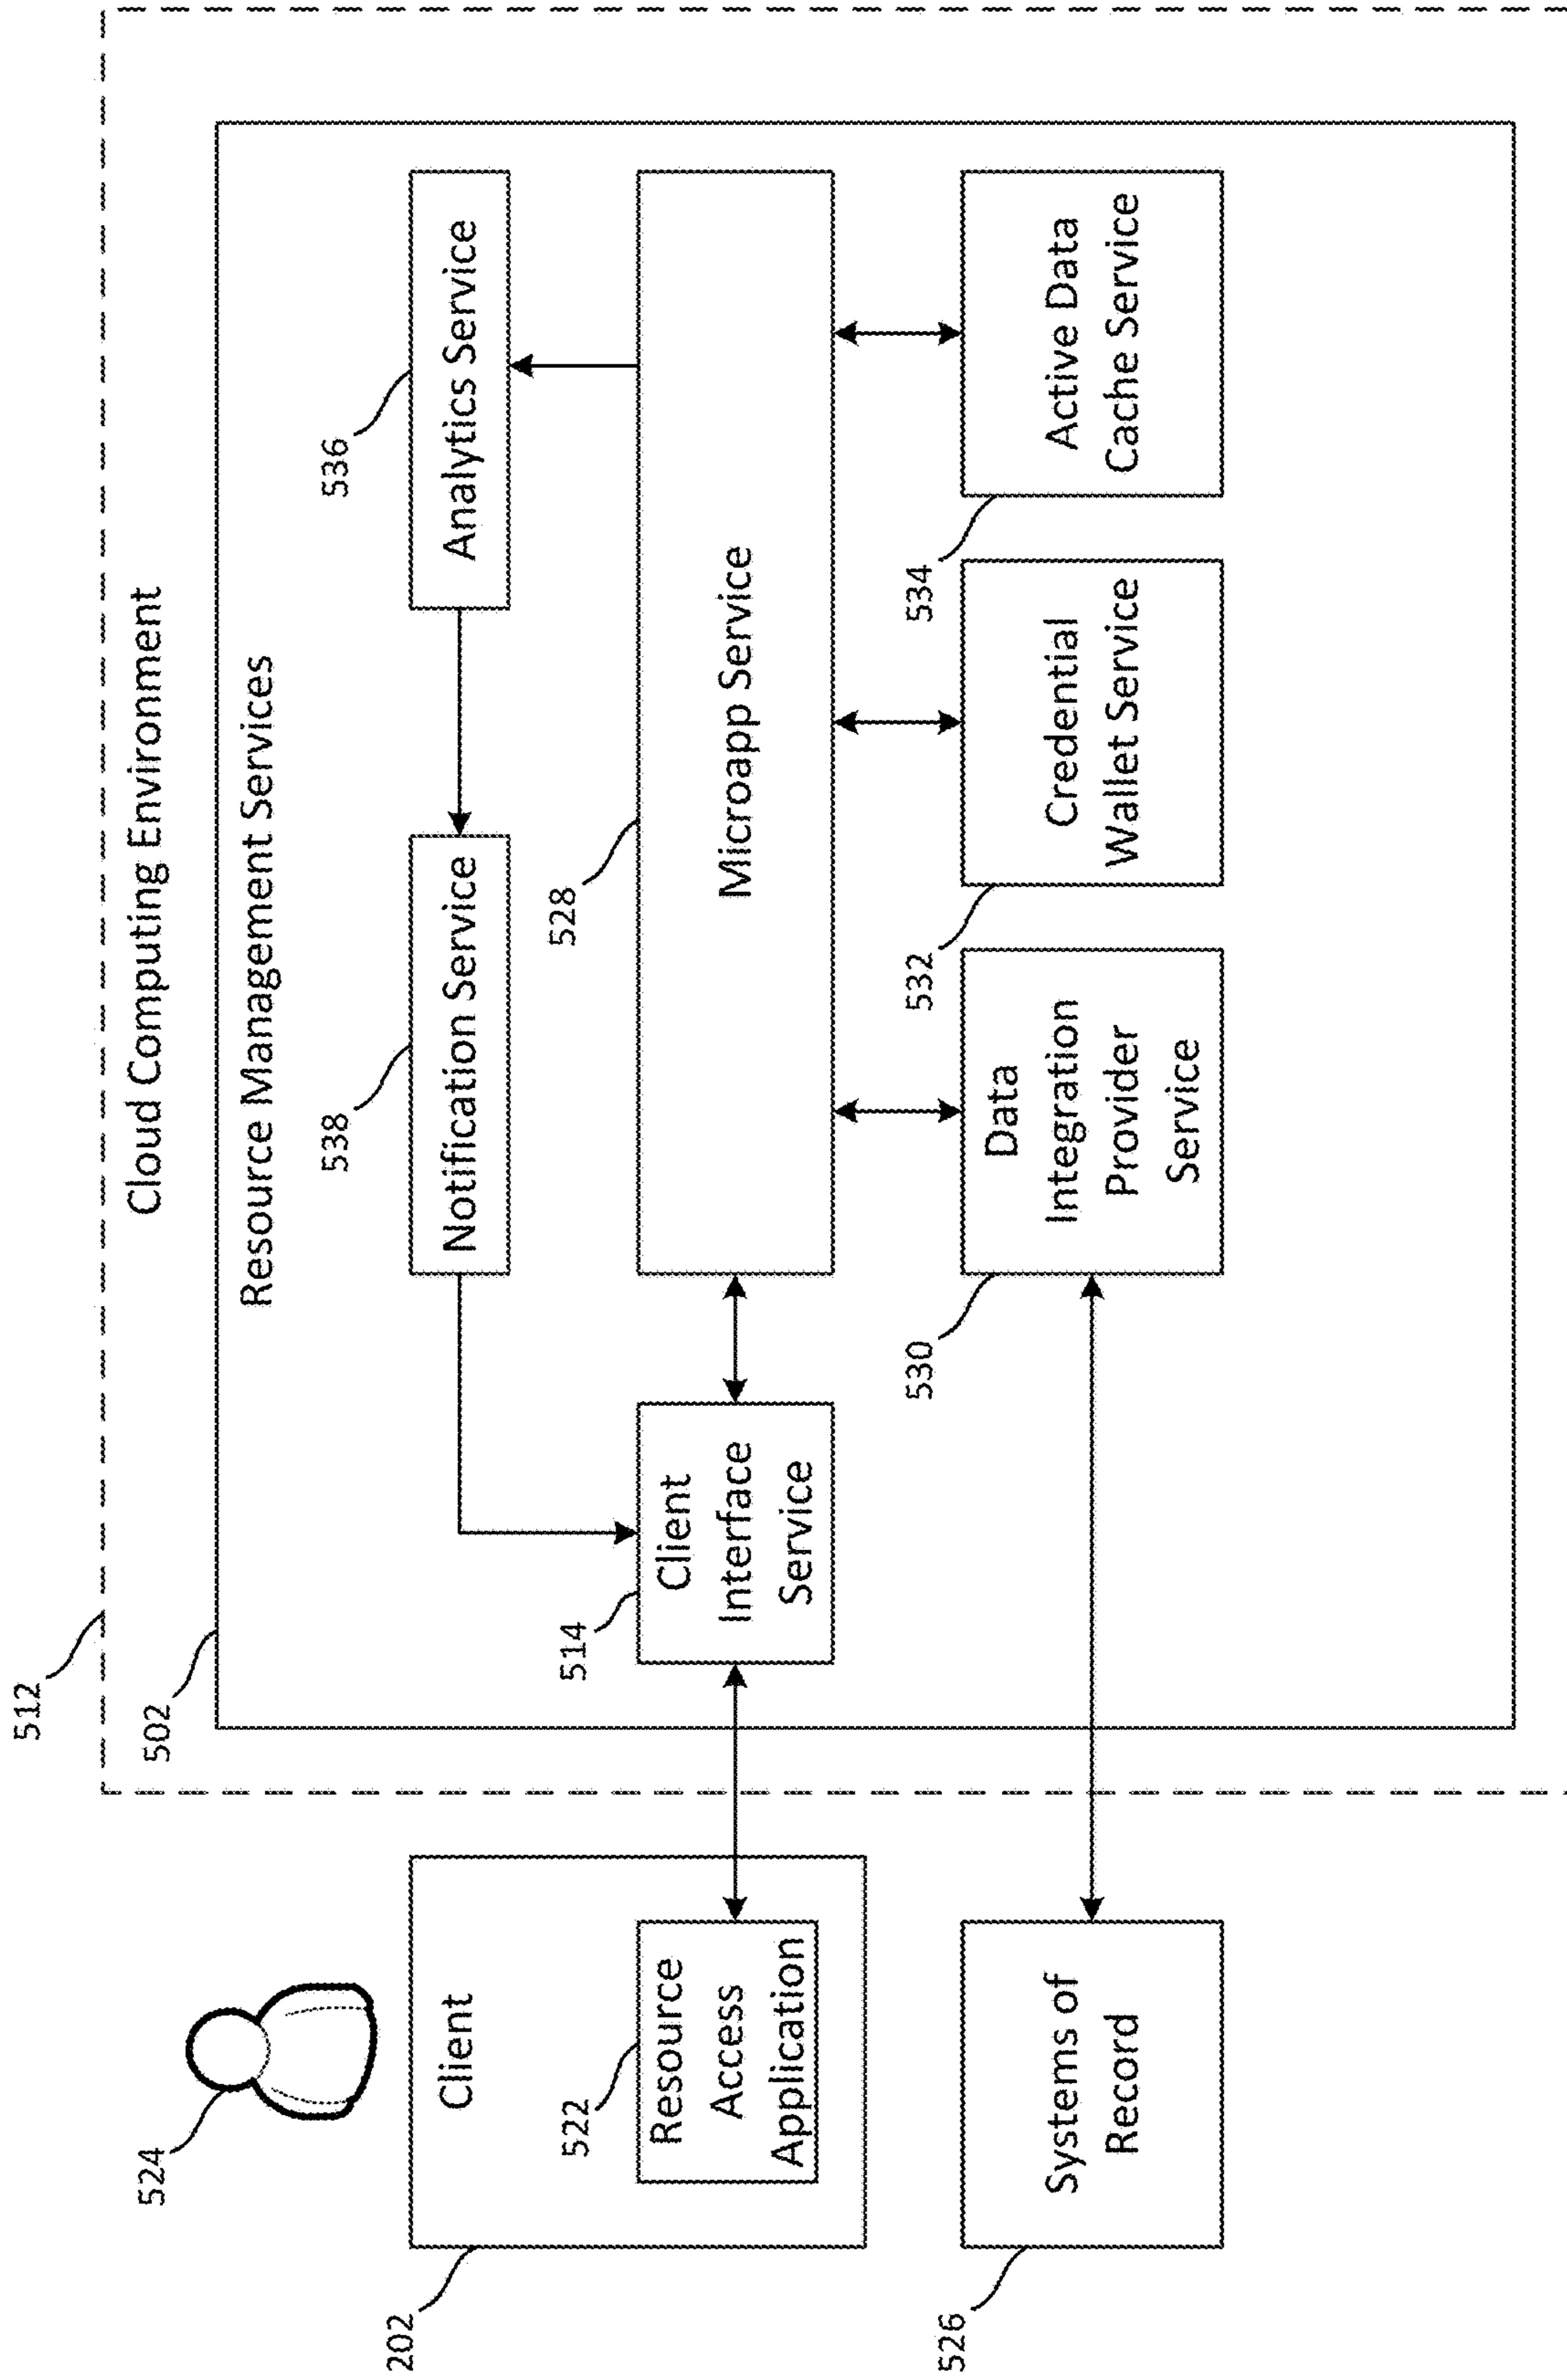 512
Cloud Computing Environment
502
Resource Management Services
538
Notification Service
536
Analytics Service
524
Client
202
522
Resource
Access
Application
514
Client
Interface
Service
528
Microapp Service
526
Systems of
Record
530
Data
Integration
Provider
Service
532
Credential
Wallet Service
534
Active Data
Cache Service